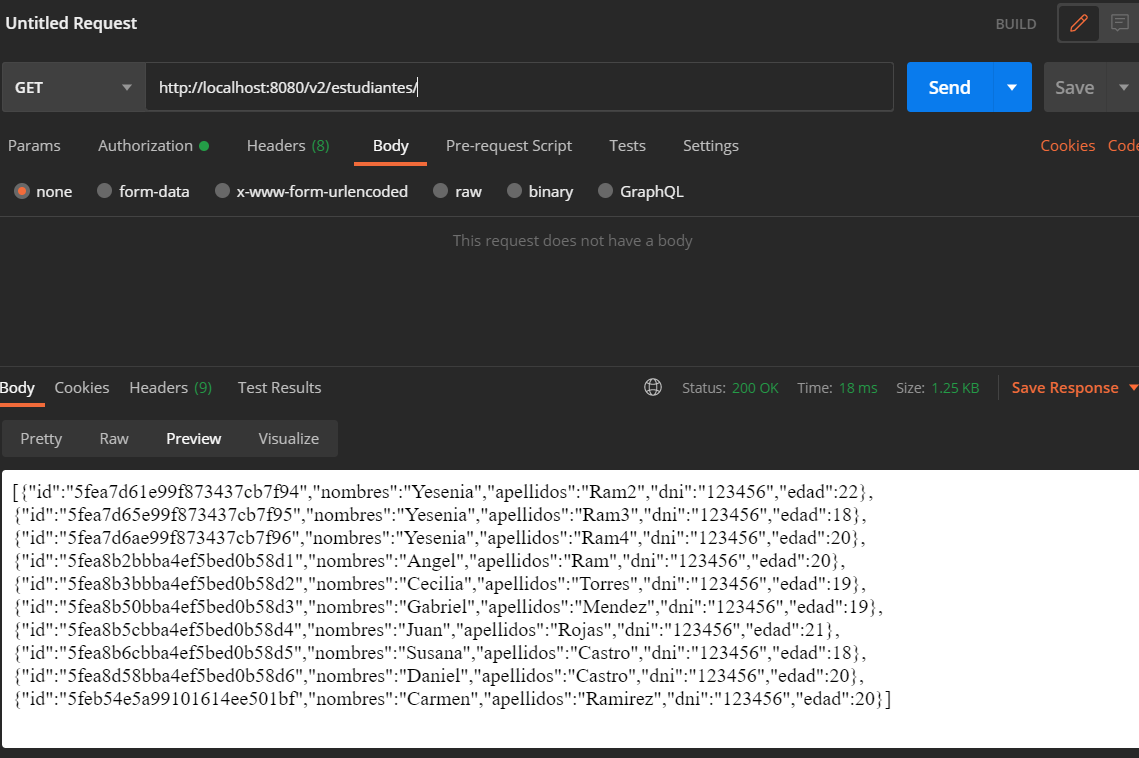 Untitled Request
BUILD
GET
http://localhost:8080/v2/estudiantes/
Send
Save
Params Authorization Headers (8) Body Pre-request Script Tests Settings Cookies Code
none form-data x-www-form-urlencoded raw binary GraphQL
This request does not have a body
Body Cookies Headers (9) Test Results Status: 200 OK Time: 18 ms Size: 1.25 KB Save Response
Pretty Raw Preview Visualize
[{"id":"5fea7d61e99f873437cb7f94","nombres":"Yesenia","apellidos":"Ram2","dni":"123456","edad":22},
{"id":"5fea7d65e99f873437cb7f95","nombres":"Yesenia","apellidos":"Ram3","dni":"123456","edad":18},
{"id":"5fea7d6ae99f873437cb7f96","nombres":"Yesenia","apellidos":"Ram4","dni":"123456","edad":20},
{"id":"5fea8b2bbba4ef5bed0b58d1","nombres":"Angel","apellidos":"Ram","dni":"123456","edad":20},
{"id":"5fea8b3bbba4ef5bed0b58d2","nombres":"Cecilia","apellidos":"Torres","dni":"123456","edad":19},
{"id":"5fea8b50bba4ef5bed0b58d3","nombres":"Gabriel","apellidos":"Mendez","dni":"123456","edad":19},
{"id":"5fea8b5cbba4ef5bed0b58d4","nombres":"Juan","apellidos":"Rojas","dni":"123456","edad":21},
{"id":"5fea8b6cbba4ef5bed0b58d5","nombres":"Susana","apellidos":"Castro","dni":"123456","edad":18},
{"id":"5fea8d58bba4ef5bed0b58d6","nombres":"Daniel","apellidos":"Castro","dni":"123456","edad":20},
{"id":"5feb54e5a99101614ee501bf","nombres":"Carmen","apellidos":"Ramirez","dni":"123456","edad":20}]